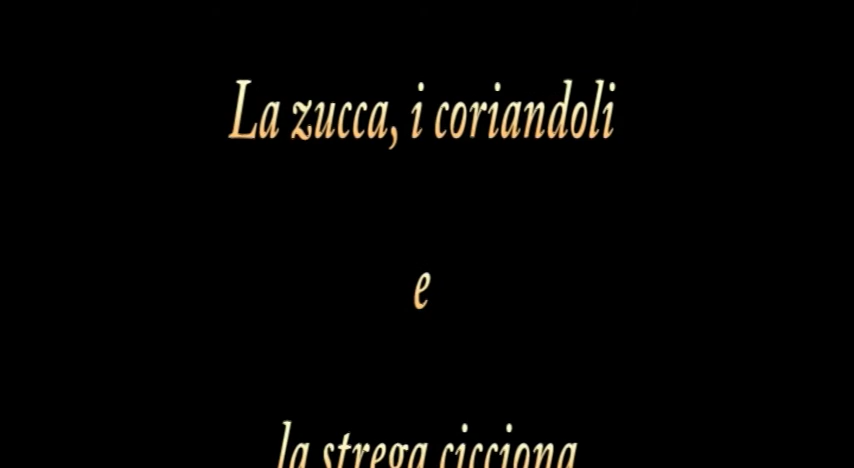 La zucca, i coriandoli
e
la strega cicciona